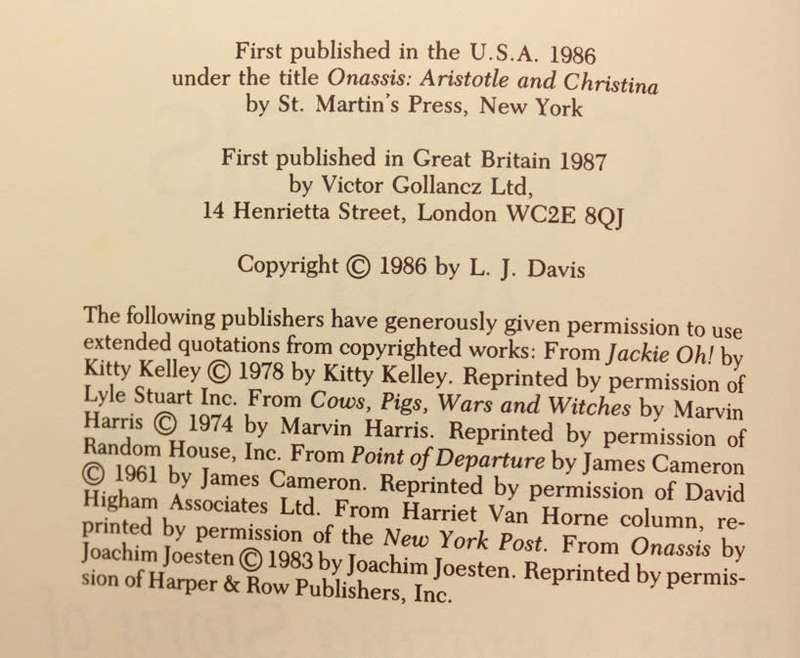 First published in the U.S.A. 1986
under the title Onassis: Aristotle and Christina
by St. Martin's Press, New York
First published in Great Britain 1987
by Victor Gollancz Ltd,
14 Henrietta Street, London WC2E 8QJ
Copyright © 1986 by L. J. Davis
The following publishers have generously given permission to use
extended quotations from copyrighted works: From Jackie Oh! by
Kitty Kelley © 1978 by Kitty Kelley. Reprinted by permission of
Lyle Stuart Inc. From Cows, Pigs, Wars and Witches by Marvin
Harris © 1974 by Marvin Harris. Reprinted by permission of
Random House, Inc. From Point of Departure by James Cameron
© 1961 by James Cameron. Reprinted by permission of David
Higham Associates Ltd. From Harriet Van Horne column, re-
printed by permission of the New York Post. From Onassis by
Joachim Joesten © 1983 by Joachim Joesten. Reprinted by permis-
sion of Harper & Row Publishers, Inc.